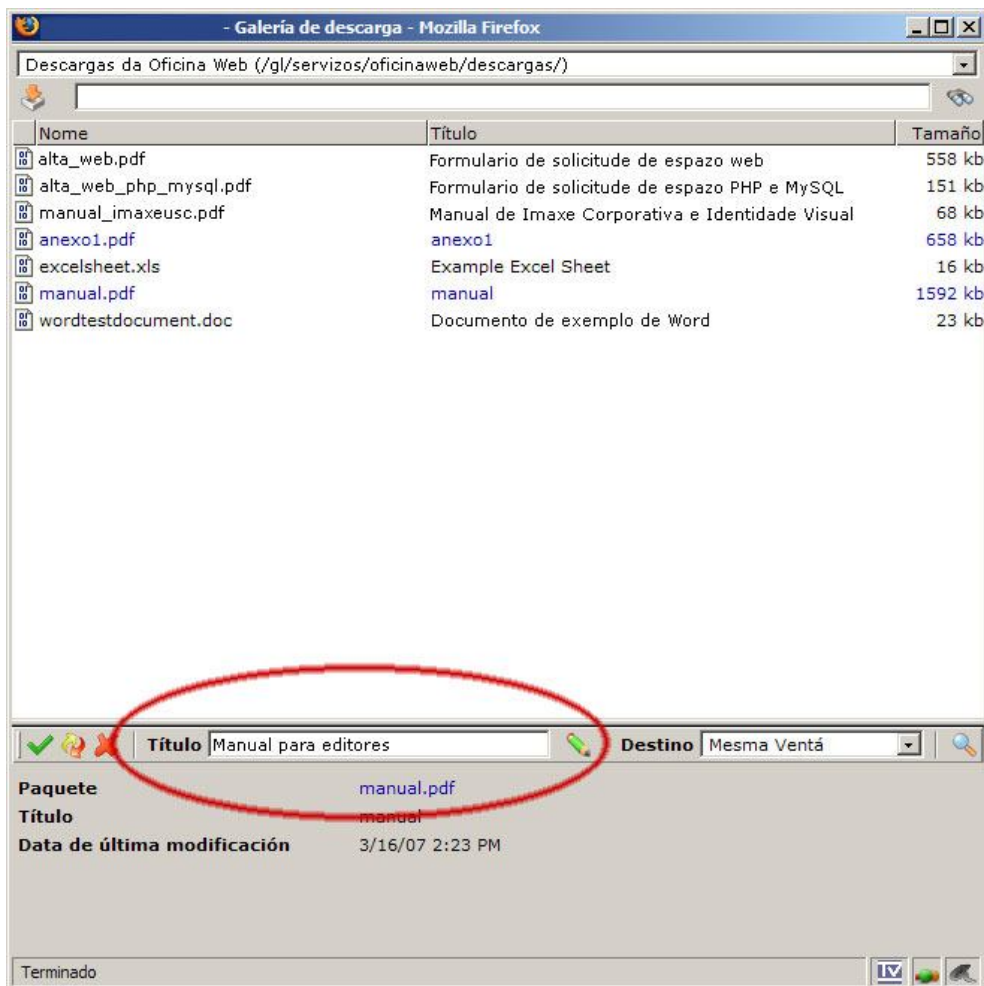 - Galería de descarga - Mozilla Firefox
Descargas da Oficina Web (/gl/servizos/oficinaweb/descargas/)
Nome Título Tamaño
alta_web.pdf Formulario de solicitude de espazo web 558 kb
alta_web_php_mysql.pdf Formulario de solicitude de espazo PHP e MySQL 151 kb
manual_imaxeusc.pdf Manual de Imaxe Corporativa e Identidade Visual 68 kb
anexo1.pdf anexo1 658 kb
excelsheet.xls Example Excel Sheet 16 kb
manual.pdf manual 1592 kb
wordtestdocument.doc Documento de exemplo de Word 23 kb
Título Manual para editores Destino Mesma Ventá
Paquete manual.pdf
Título manual
Data de última modificación 3/16/07 2:23 PM
Terminado